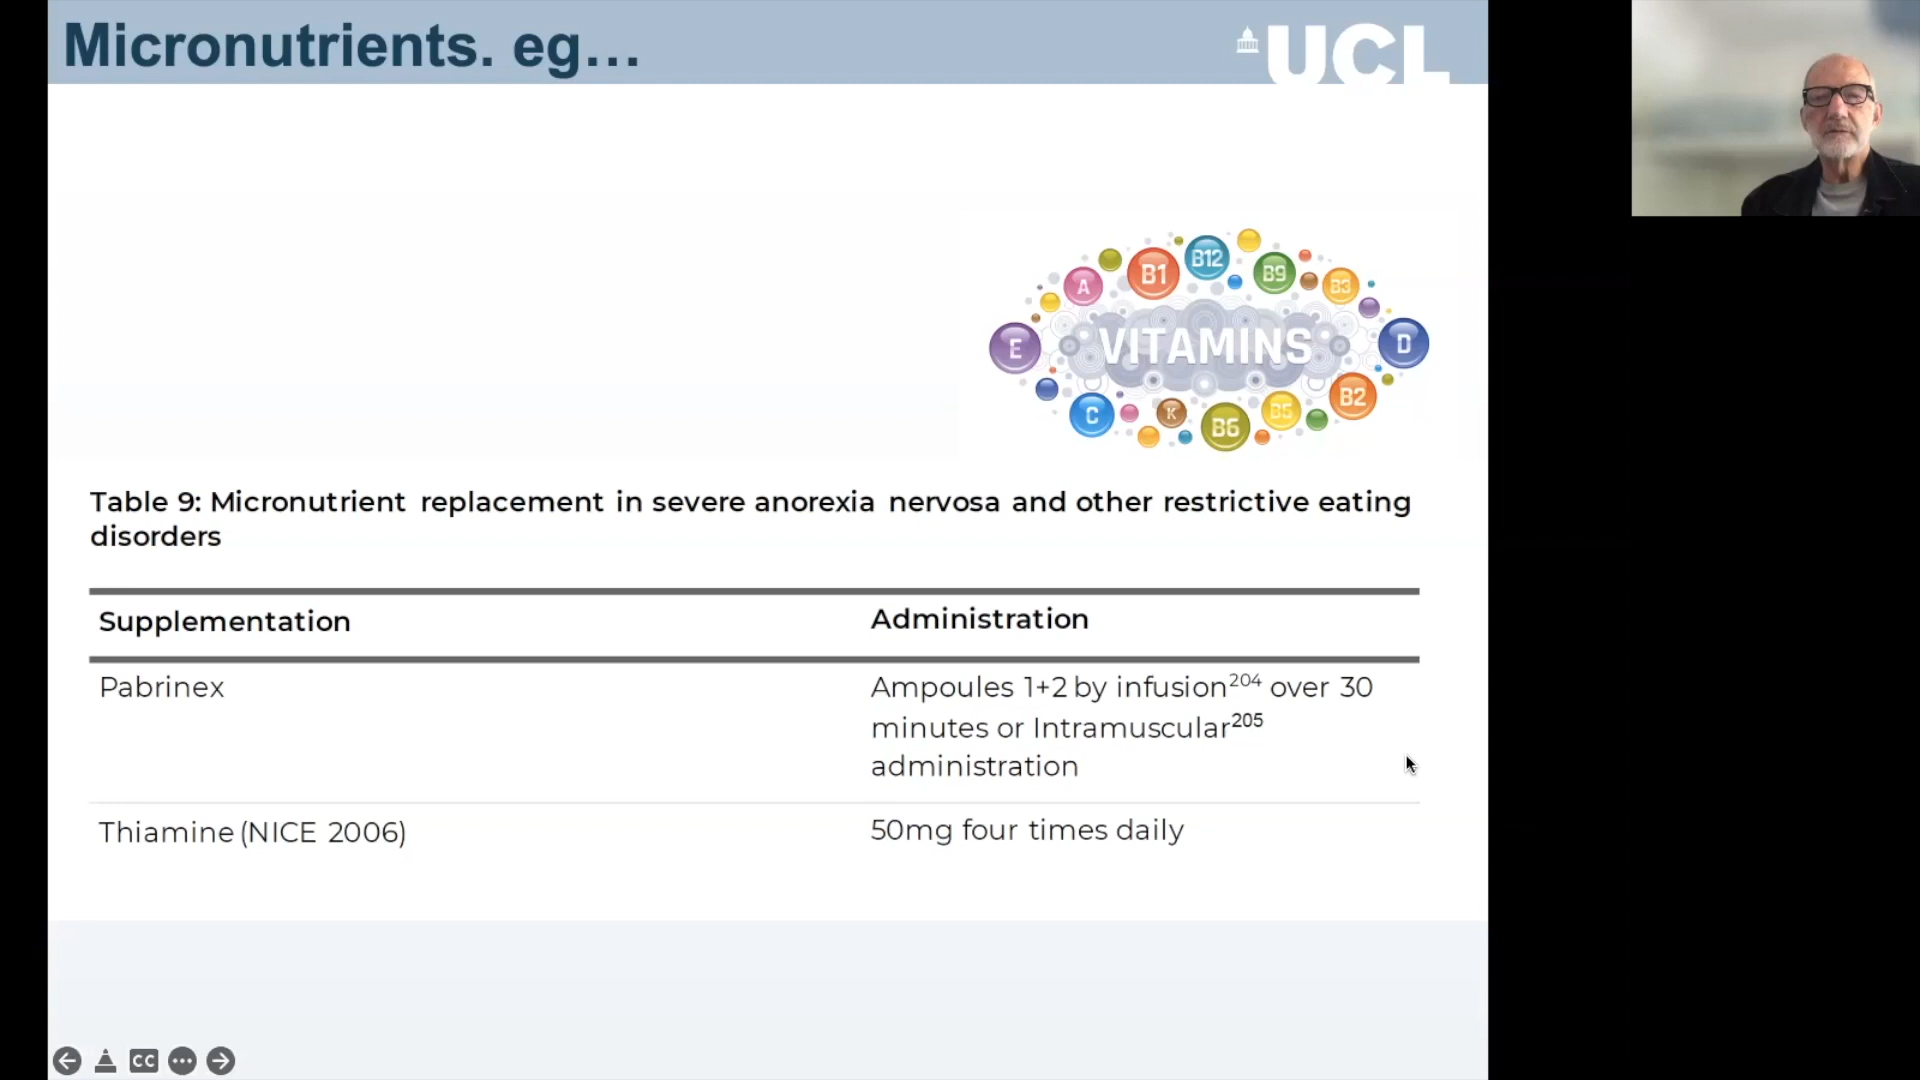 Micronutrients. eg...
UCL
B12
B1
B9
A
B3
VITAMINS
E
D
B2
C
K
B5
B6
Table 9: Micronutrient replacement in severe anorexia nervosa and other restrictive eating
disorders
Supplementation
Administration
Pabrinex
Ampoules 1+2 by infusion204 over 30
minutes or Intramuscular205
administration
Thiamine (NICE 2006)
50mg four times daily
CC